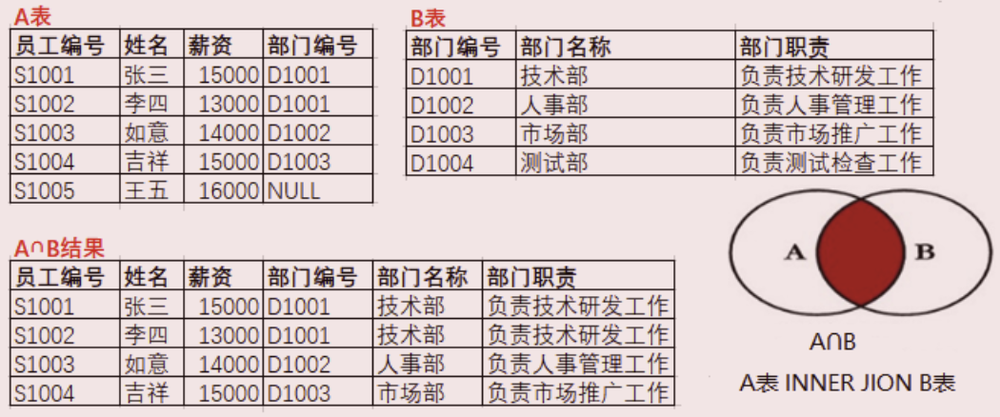 A表
员工编号 姓名 薪资 部门编号
S1001 张三 15000 D1001
S1002 李四 13000 D1001
S1003 如意 14000 D1002
S1004 吉祥 15000 D1003
S1005 王五 16000 NULL
B表
部门编号 部门名称 部门职责
D1001 技术部 负责技术研发工作
D1002 人事部 负责人事管理工作
D1003 市场部 负责市场推广工作
D1004 测试部 负责测试检查工作
A∩B结果
员工编号 姓名 薪资 部门编号 部门名称 部门职责
S1001 张三 15000 D1001 技术部 负责技术研发工作
S1002 李四 13000 D1001 技术部 负责技术研发工作
S1003 如意 14000 D1002 人事部 负责人事管理工作
S1004 吉祥 15000 D1003 市场部 负责市场推广工作
A B
A∩B
A表 INNER JION B表